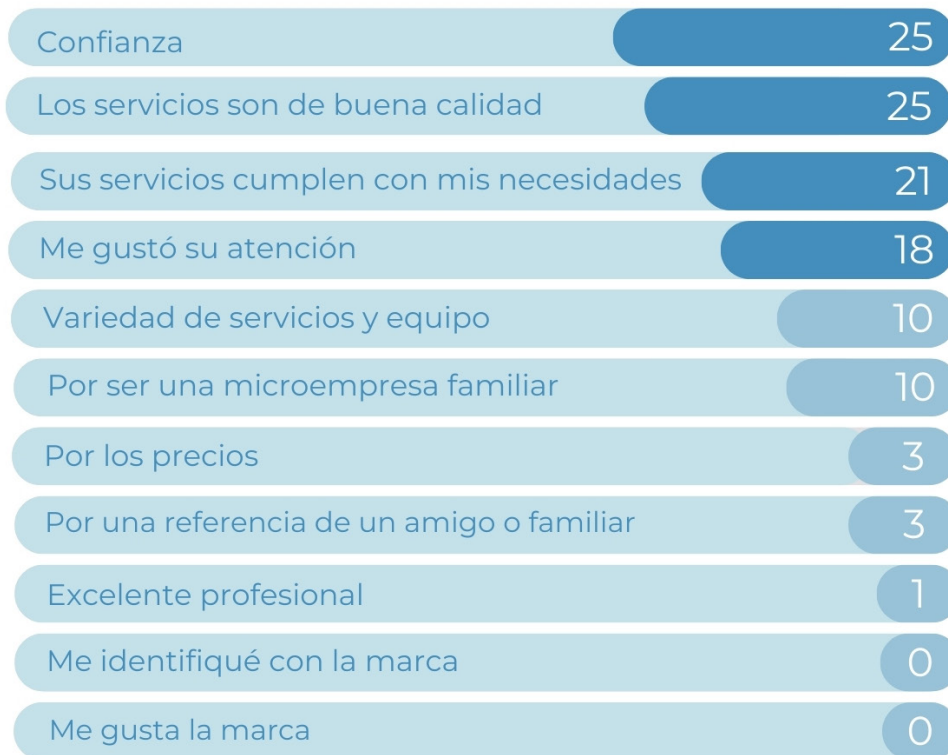 Confianza 25
Los servicios son de buena calidad 25
Sus servicios cumplen con mis necesidades 21
Me gustó su atención 18
Variedad de servicios y equipo 10
Por ser una microempresa familiar 10
Por los precios 3
Por una referencia de un amigo o familiar 3
Excelente profesional 1
Me identifiqué con la marca 0
Me gusta la marca 0